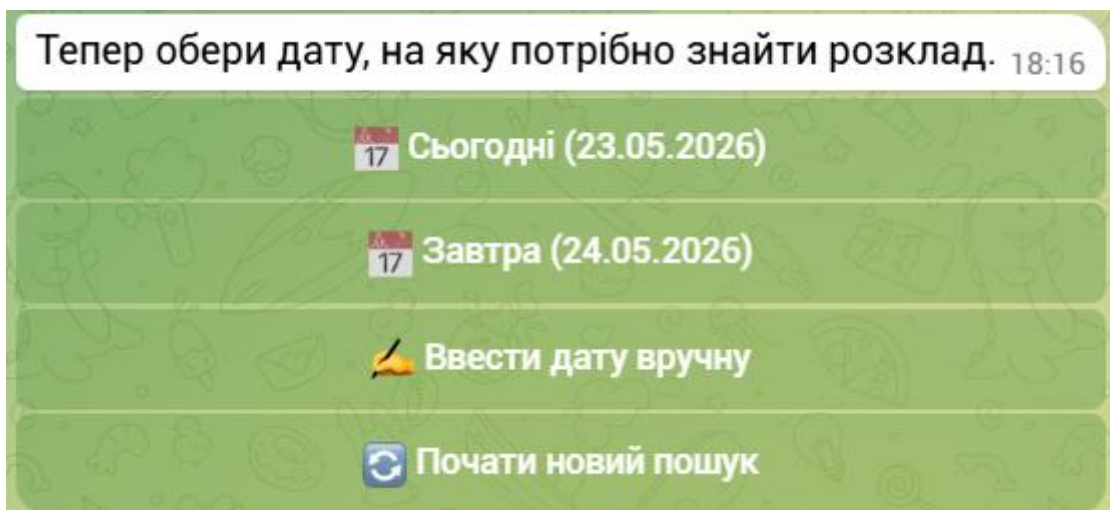 Тепер обери дату, на яку потрібно знайти розклад. 18:16
📅 Сьогодні (23.05.2026)
📅 Завтра (24.05.2026)
✍️ Ввести дату вручну
🔄 Почати новий пошук